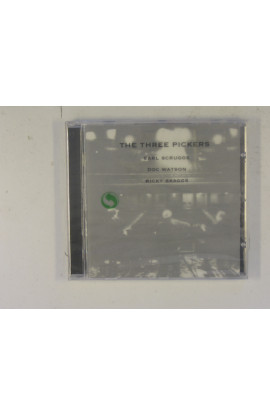 THE THREE PICKERS
EARL SCRUGGS
DOC WATSON
RICKY SKAGGS